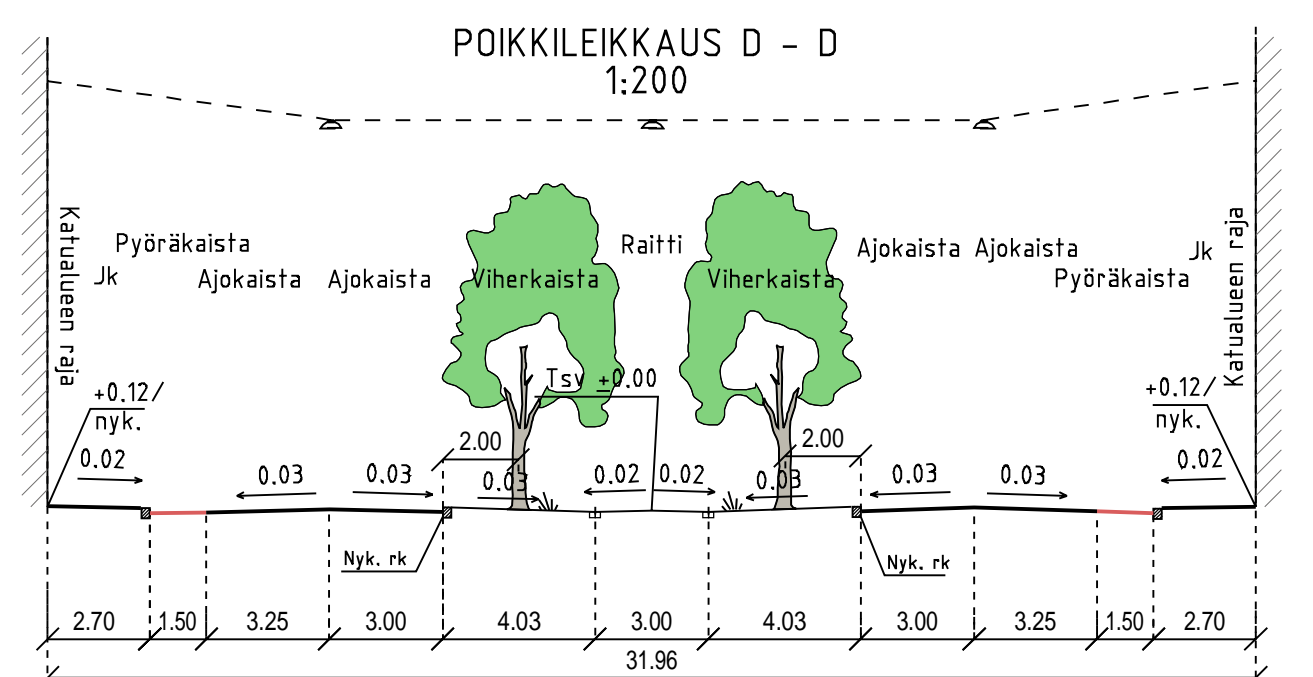 POIKKILEIKKAUS D - D
1:200
Katualueen raja
Pyöräkaista
Jk
Ajokaista
Ajokaista
Viherkaista
Raitti
Viherkaista
Ajokaista
Ajokaista
Pyöräkaista
Jk
Katualueen raja
+0.12/
nyk.
Tsv ±0.00
+0.12/
nyk.
2.00
2.00
0.02
0.03
0.03
0.03
0.02
0.02
0.03
0.03
0.03
0.02
Nyk. rk
Nyk. rk
2.70
1.50
3.25
3.00
4.03
3.00
4.03
3.00
3.25
1.50
2.70
31.96